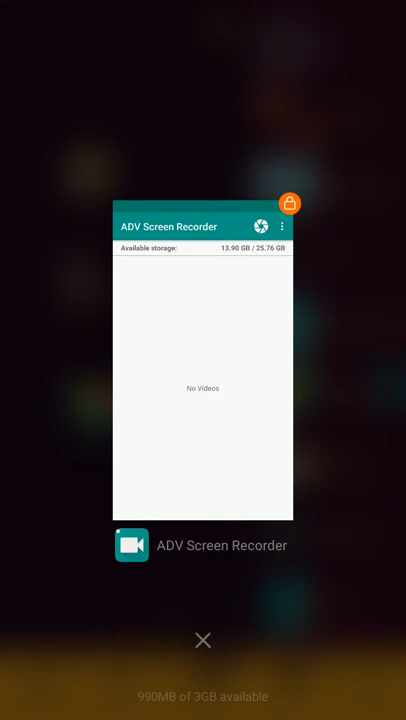 ADV Screen Recorder
Available storage: 13.90 GB / 25.76 GB
No Videos
ADV Screen Recorder
990MB of 3GB available